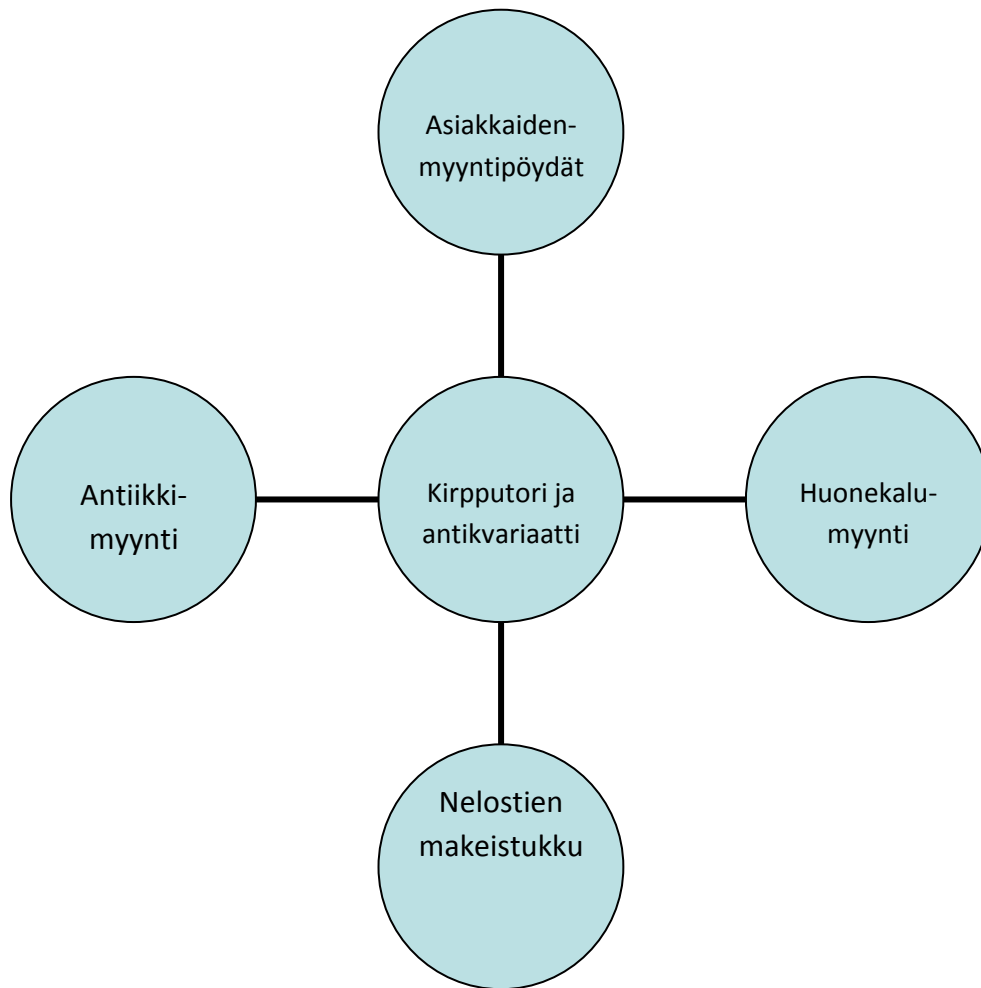 Asiakkaiden-
myyntipöydät
Antiikki-
myynti
Kirpputori ja
antikvariaatti
Huonekalu-
myynti
Nelostien
makeistukku